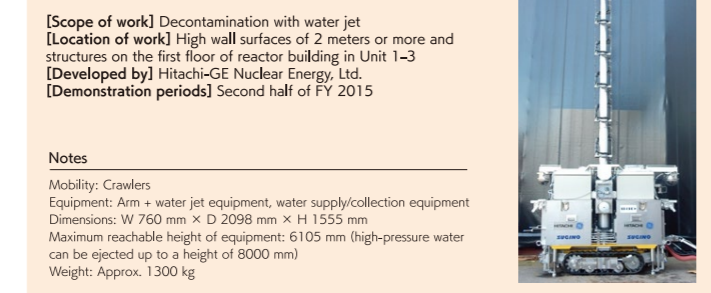 [Scope of work] Decontamination with water jet
[Location of work] High wall surfaces of 2 meters or more and
structures on the first floor of reactor building in Unit 1–3
[Developed by] Hitachi-GE Nuclear Energy, Ltd.
[Demonstration periods] Second half of FY 2015
Notes
Mobility: Crawlers
Equipment: Arm + water jet equipment, water supply/collection equipment
Dimensions: W 760 mm × D 2098 mm × H 1555 mm
Maximum reachable height of equipment: 6105 mm (high-pressure water
can be ejected up to a height of 8000 mm)
Weight: Approx. 1300 kg
HITACHI
HITACHI
SUGINO
SUGINO